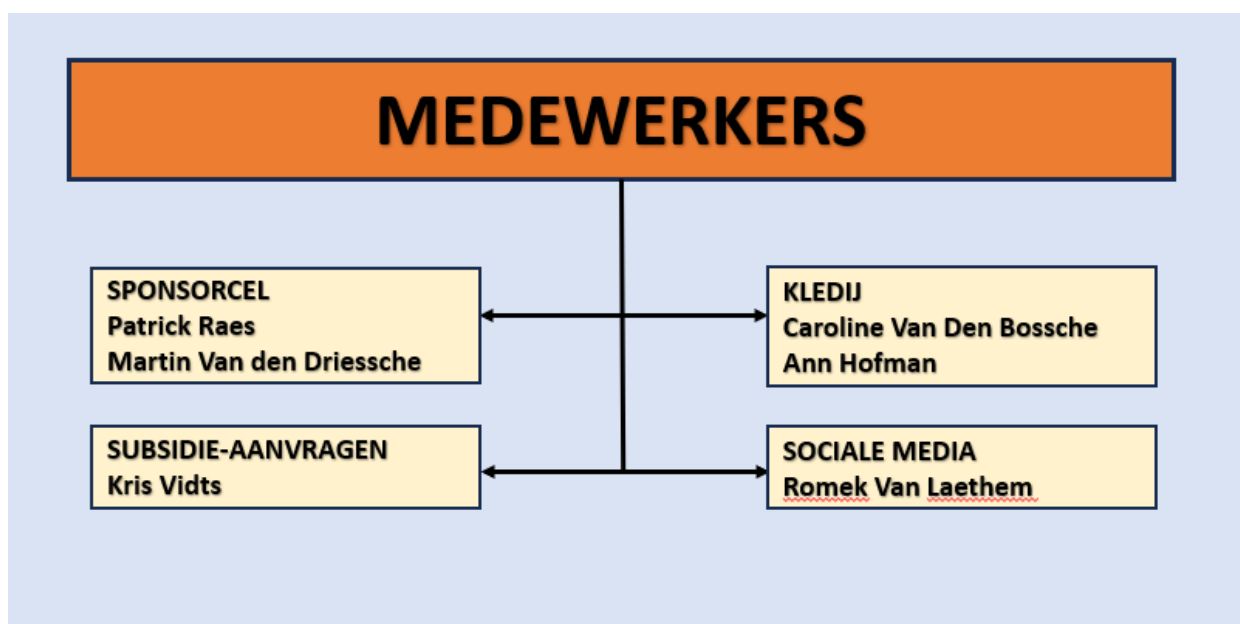 MEDEWERKERS
SPONSORCEL
Patrick Raes
Martin Van den Driessche
KLEDIJ
Caroline Van Den Bossche
Ann Hofman
SUBSIDIE-AANVRAGEN
Kris Vidts
SOCIALE MEDIA
Romek Van Laethem